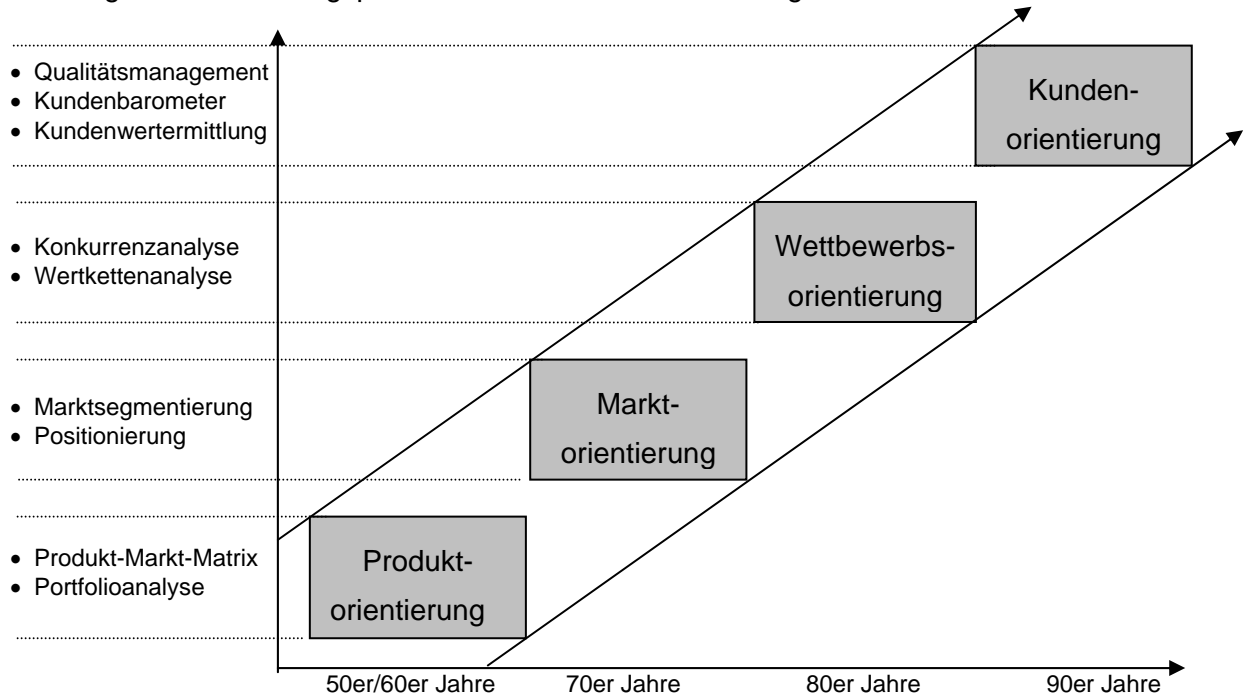 • Qualitätsmanagement
• Kundenbarometer
• Kundenwertermittlung
Kunden-
orientierung
• Konkurrenzanalyse
• Wertkettenanalyse
Wettbewerbs-
orientierung
• Marktsegmentierung
• Positionierung
Markt-
orientierung
• Produkt-Markt-Matrix
• Portfolioanalyse
Produkt-
orientierung
50er/60er Jahre 70er Jahre 80er Jahre 90er Jahre